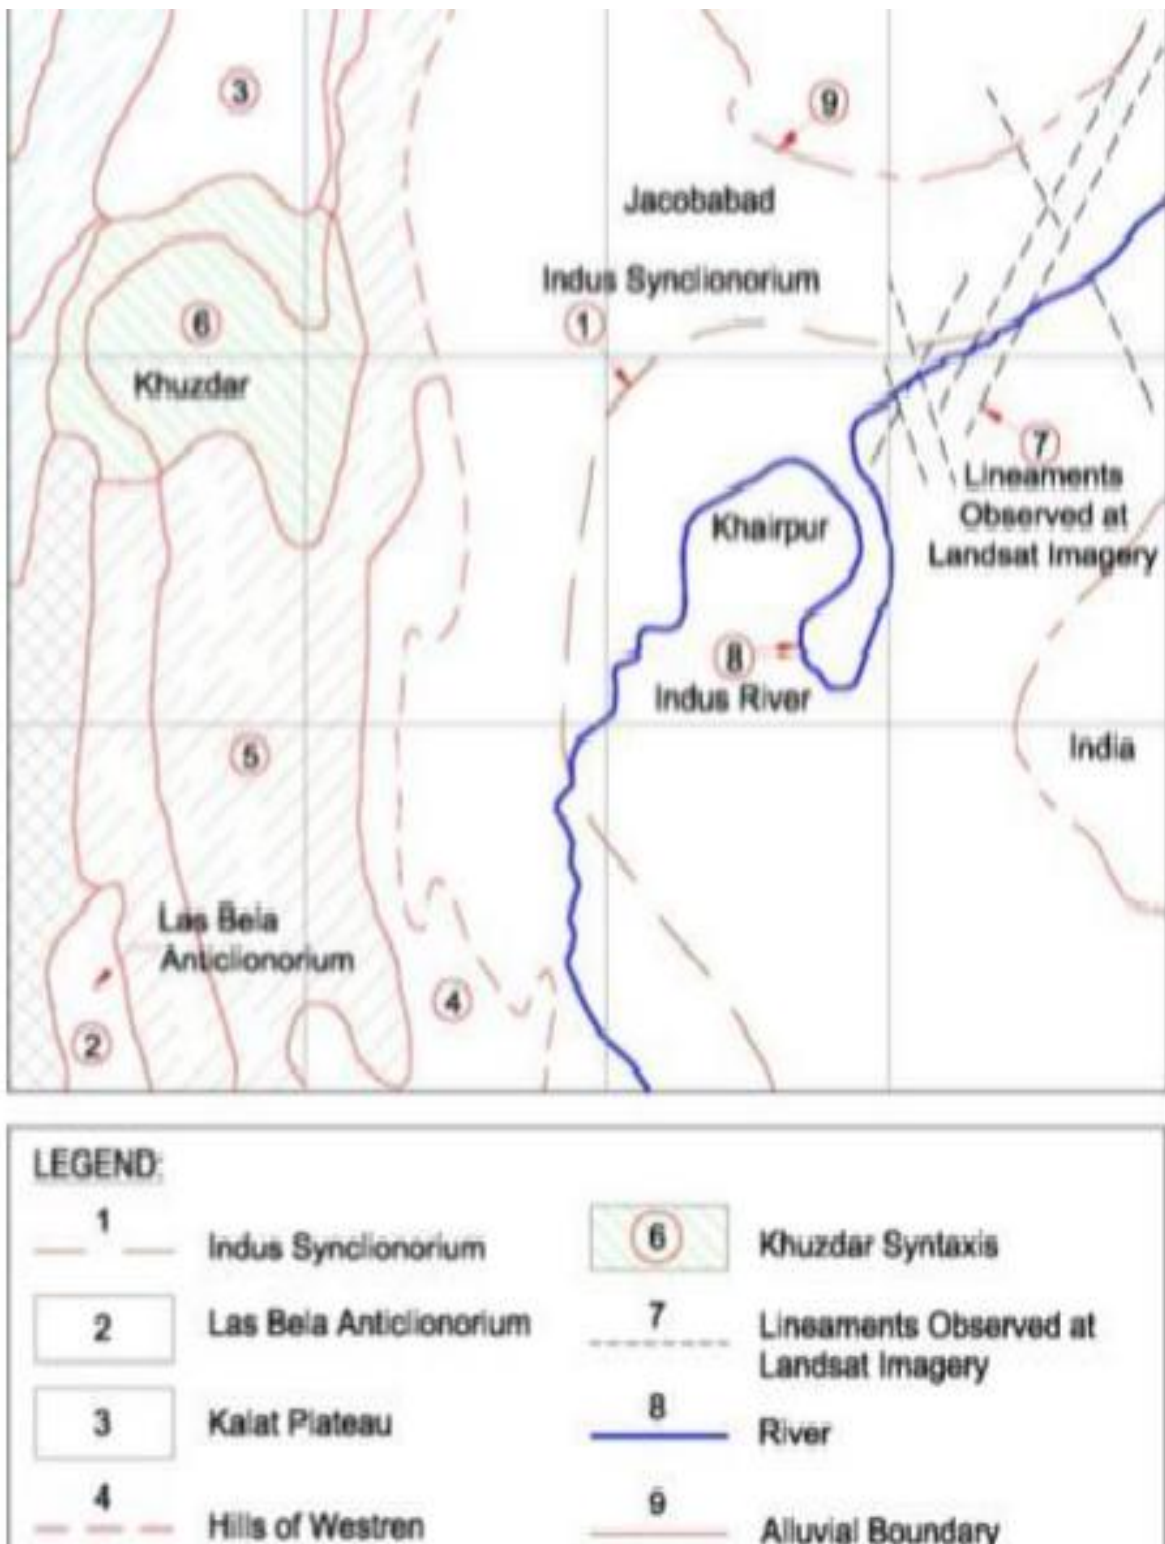 3
9
Jacobabad
Indus Synclionorium
1
6
Khuzdar
7
Lineaments
Observed at
Landsat Imagery
Khairpur
8
Indus River
India
5
Las Bela
Anticlionorium
4
2
LEGEND:
1
Indus Synclionorium
2
Las Bela Anticlionorium
3
Kalat Plateau
4
Hills of Westren
6
Khuzdar Syntaxis
7
Lineaments Observed at
Landsat Imagery
8
River
9
Alluvial Boundary